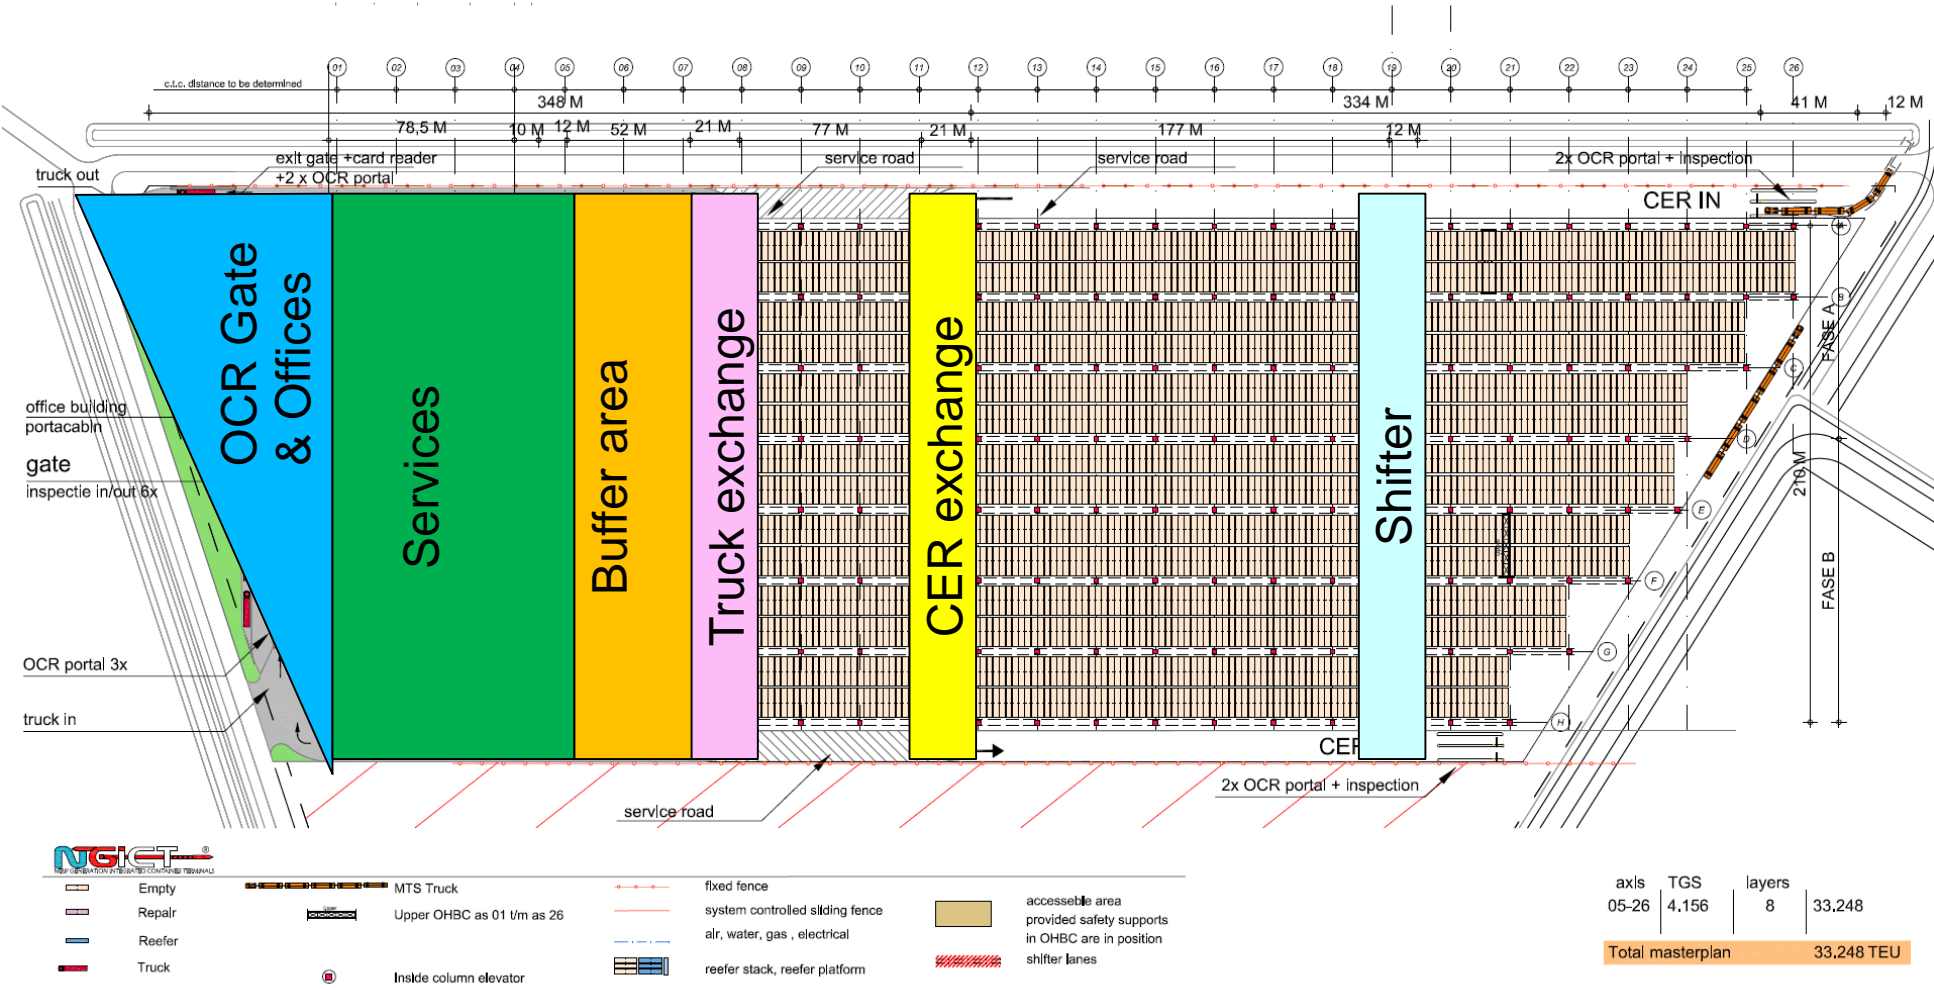 01 02 03 04 05 06 07 08 09 10 11 12 13 14 15 16 17 18 19 20 21 22 23 24 25 26
c.t.c. distance to be determined
348 M 334 M 41 M 12 M
78,5 M 10 M 12 M 52 M 21 M 77 M 21 M 177 M 12 M
exit gate +card reader
+2 x OCR portal
service road
service road
2x OCR portal + inspection
truck out
CER IN
OCR Gate
& Offices
Services
Buffer area
Truck exchange
CER exchange
Shifter
A
B
C
D
E
F
G
H
FASE A
210 M
FASE B
office building
portacabin
gate
inspectie in/out 6x
OCR portal 3x
truck in
CER
2x OCR portal + inspection
service road
NGICT ®
NEW GENERATION INTEGRATED CONTAINER TERMINALS
Empty
Repair
Reefer
Truck
MTS Truck
Upper OHBC as 01 t/m as 26
Inside column elevator
fixed fence
system controlled sliding fence
air, water, gas , electrical
reefer stack, reefer platform
accesseble area
provided safety supports
in OHBC are in position
shifter lanes
axis TGS layers
05-26 4.156 8 33.248
Total masterplan 33.248 TEU